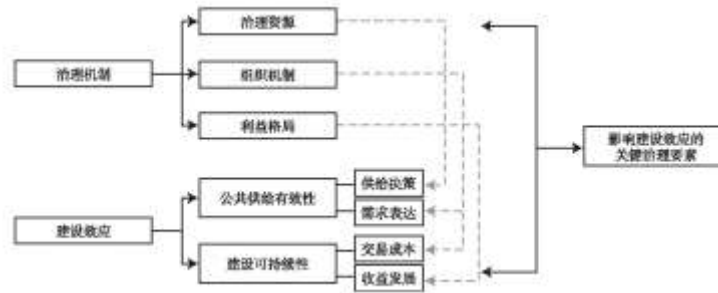 治理资源
治理机制
组织机制
利益格局
影响建设效应的
关键治理要素
供给决策
公共供给有效性
需求表达
建设效应
交易成本
建设可持续性
收益发展